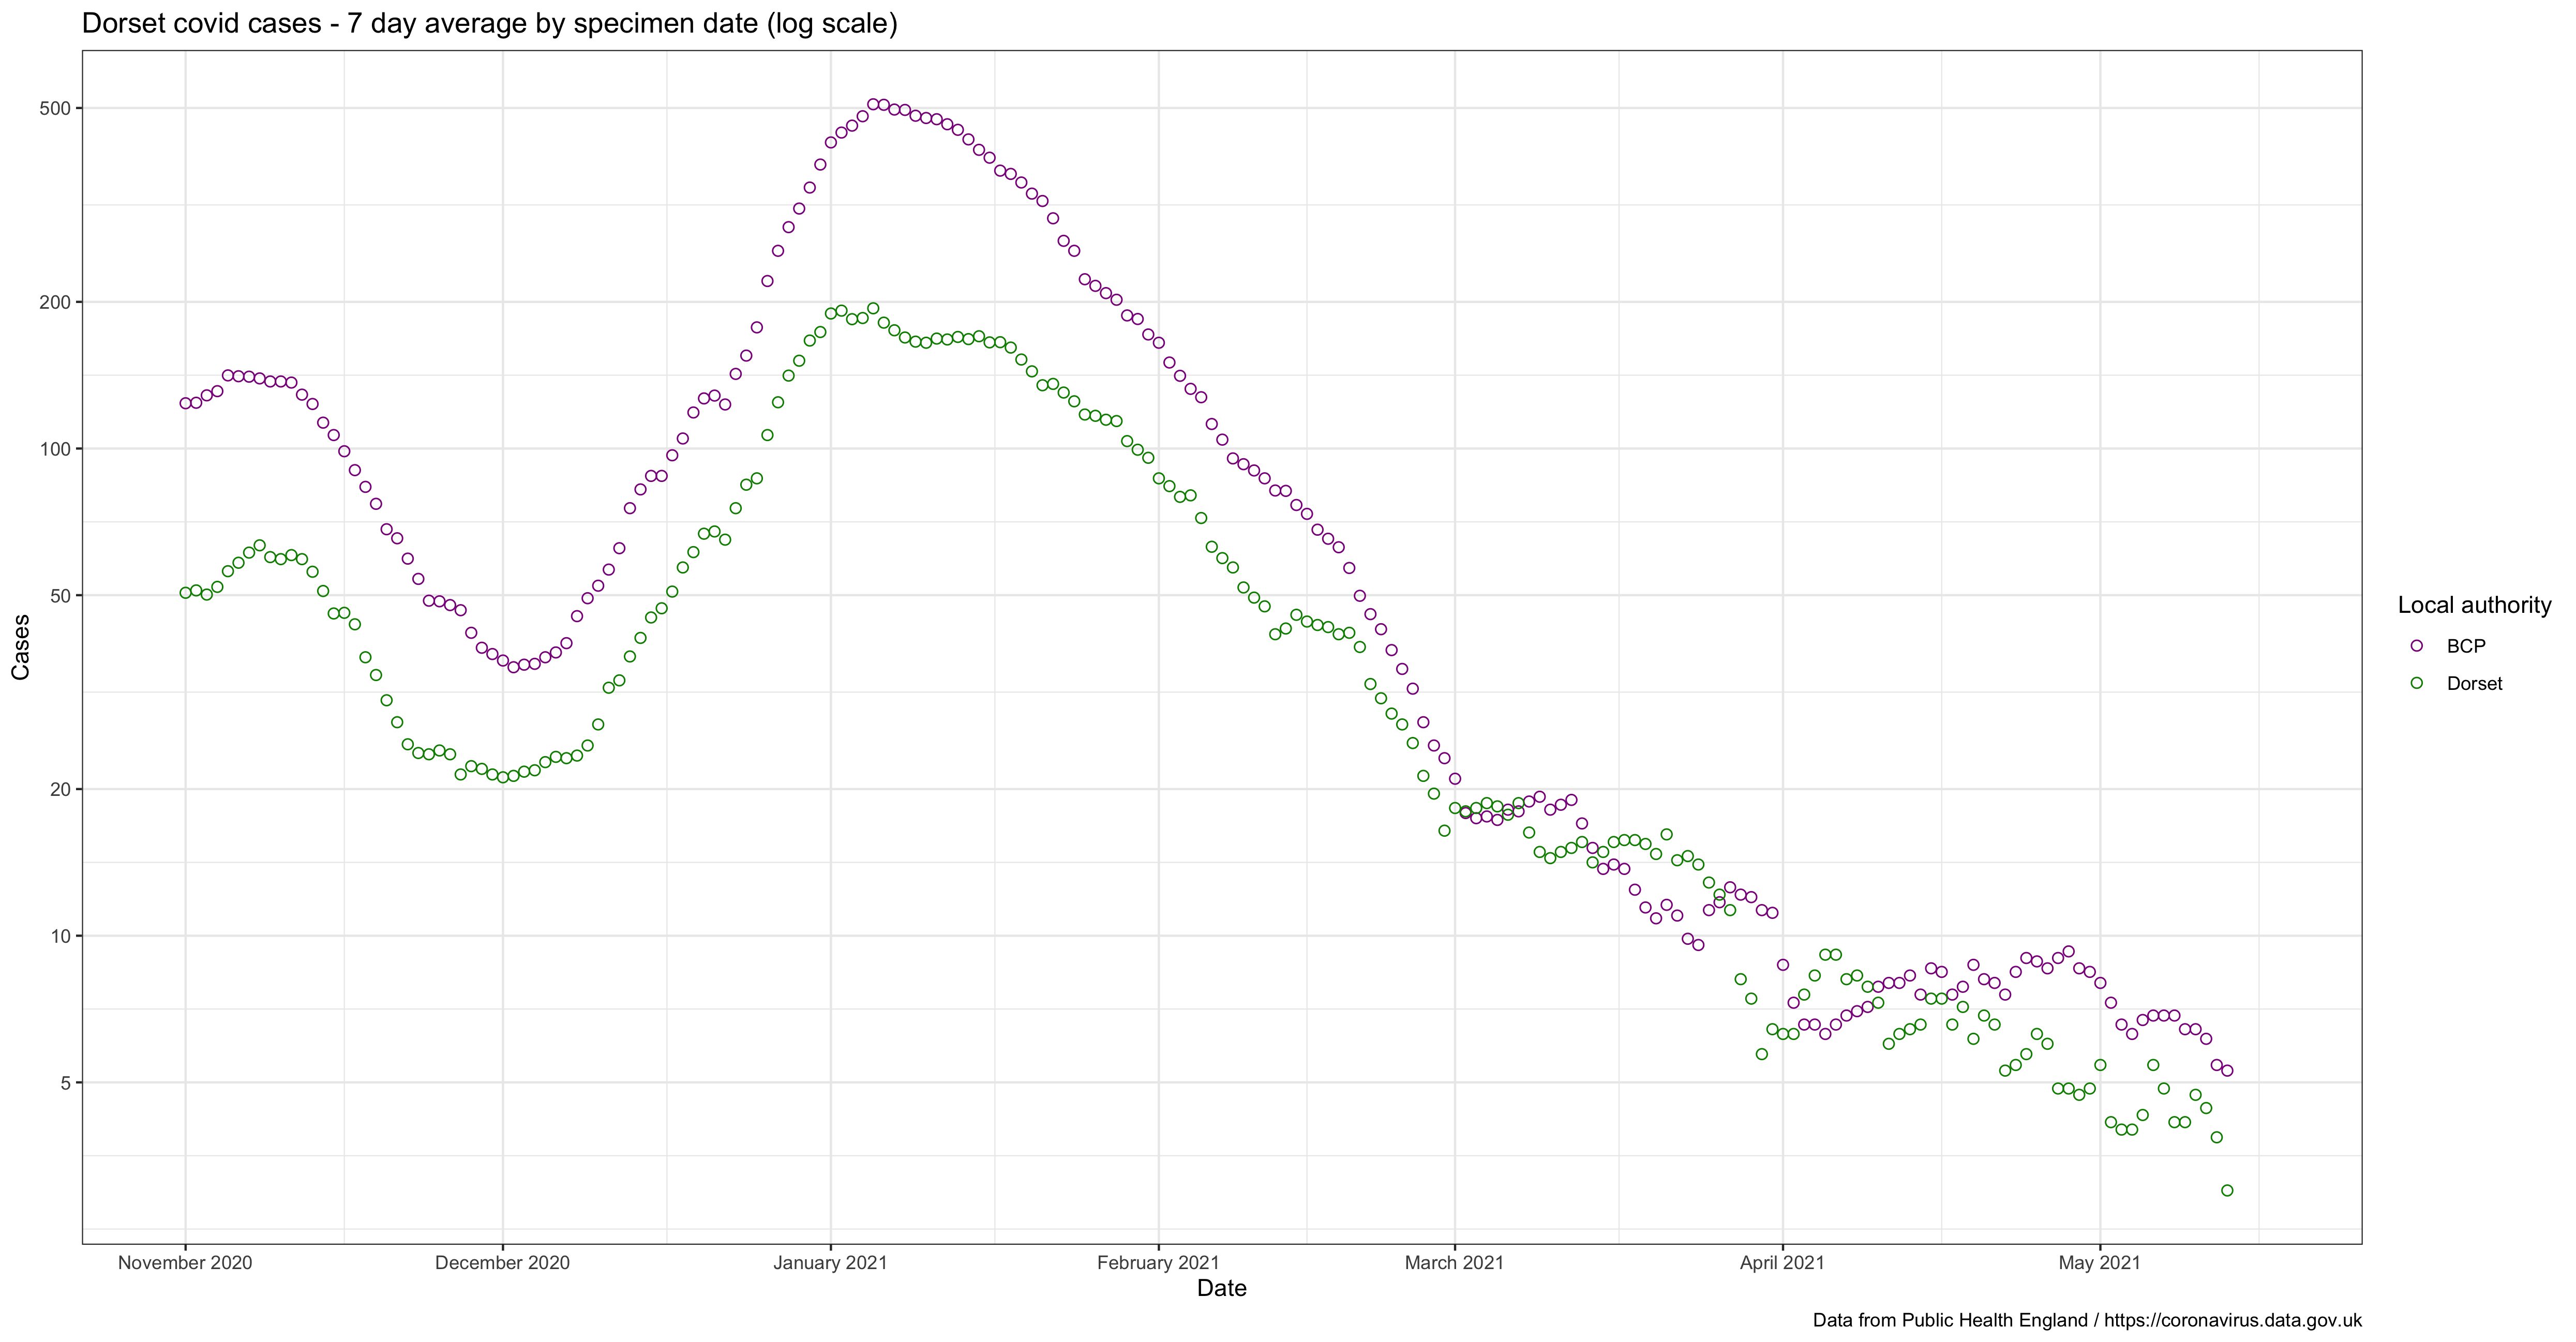 Dorset covid cases - 7 day average by specimen date (log scale)
500
200
100
50
20
10
5
Cases
November 2020
December 2020
January 2021
February 2021
March 2021
April 2021
May 2021
Date
Local authority
BCP
Dorset
Data from Public Health England / https://coronavirus.data.gov.uk